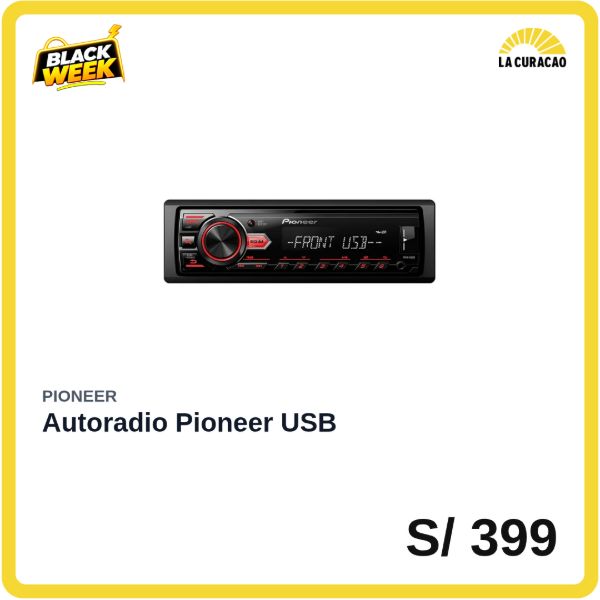 BLACK
WEEK
LA CURACAO
Pioneer
FRONT USB
PIONEER
Autoradio Pioneer USB
S/ 399